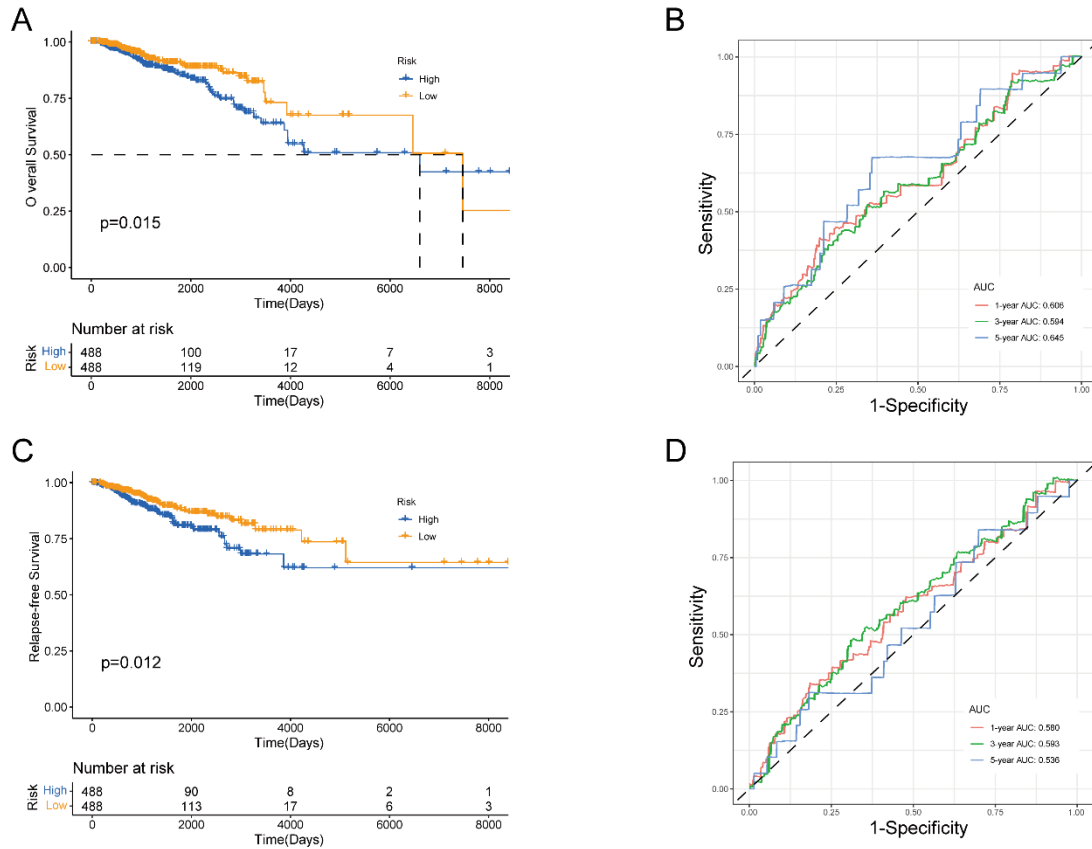 A
O verall Survival
1.00
0.75
0.50
0.25
0.00
Risk
High
Low
p=0.015
0 2000 4000 6000 8000
Time(Days)
Number at risk
Risk
High 488 100 17 7 3
Low 488 119 12 4 1
0 2000 4000 6000 8000
Time(Days)
B
Sensitivity
1.00
0.75
0.50
0.25
0.00
AUC
1-year AUC: 0.606
3-year AUC: 0.594
5-year AUC: 0.645
0.00 0.25 0.50 0.75 1.00
1-Specificity
C
Relapse-free Survival
1.00
0.75
0.50
0.25
0.00
Risk
High
Low
p=0.012
0 2000 4000 6000 8000
Time(Days)
Number at risk
Risk
High 488 90 8 2 1
Low 488 113 17 6 3
0 2000 4000 6000 8000
Time(Days)
D
Sensitivity
1.00
0.75
0.50
0.25
0.00
AUC
1-year AUC: 0.580
3-year AUC: 0.593
5-year AUC: 0.536
0.00 0.25 0.50 0.75 1.00
1-Specificity